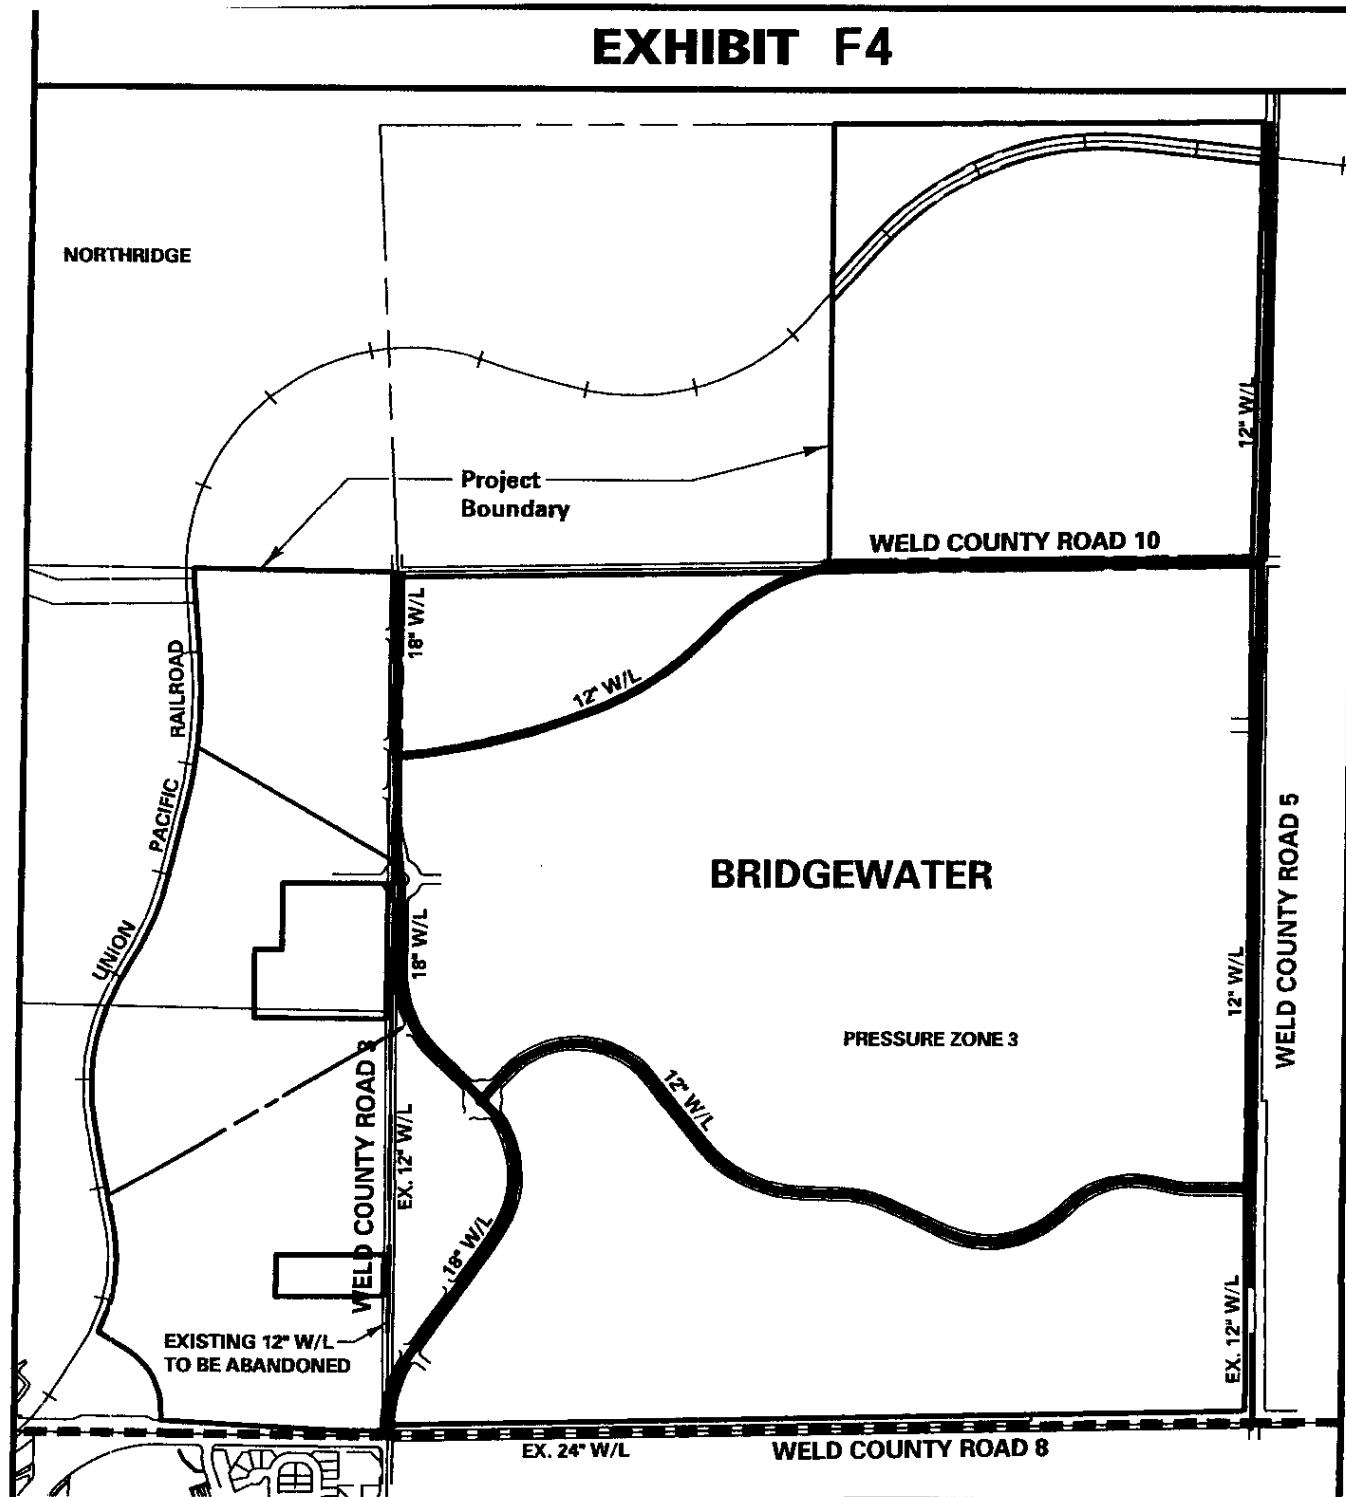 EXHIBIT F4
NORTHRIDGE
12" W/L
Project
Boundary
WELD COUNTY ROAD 10
18" W/L
RAILROAD
12" W/L
PACIFIC
WELD COUNTY ROAD 5
BRIDGEWATER
UNION
18" W/L
12" W/L
PRESSURE ZONE 3
WELD COUNTY ROAD 3
12" W/L
EX. 12" W/L
18" W/L
EX. 12" W/L
EXISTING 12" W/L
TO BE ABANDONED
EX. 24" W/L
WELD COUNTY ROAD 8